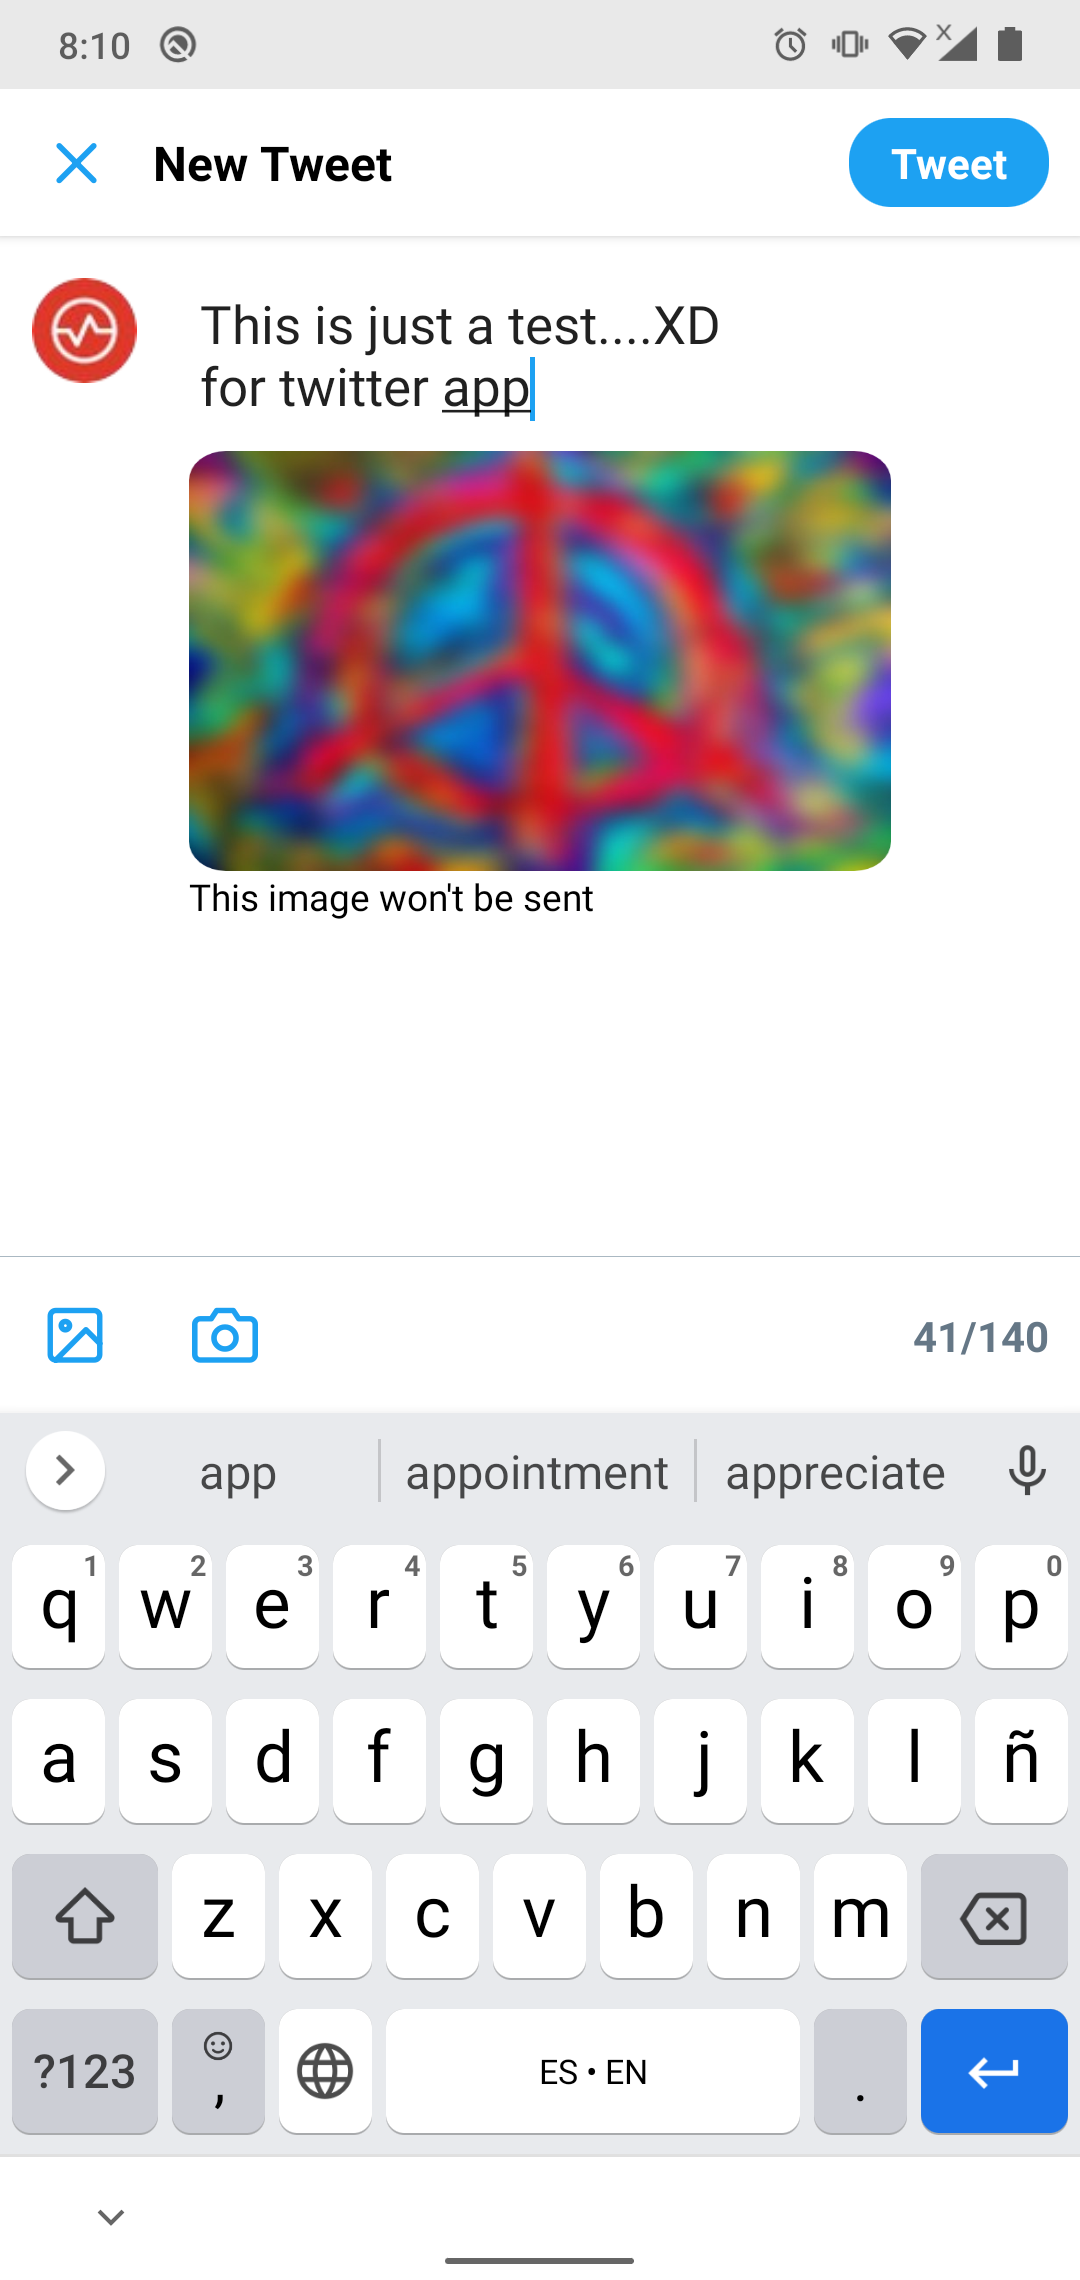 8:10
X
New Tweet
Tweet
This is just a test....XD
for twitter app
This image won't be sent
41/140
app appointment appreciate
1 2 3 4 5 6 7 8 9 0
q w e r t y u i o p
a s d f g h j k l ñ
z x c v b n m
?123 , ES • EN .